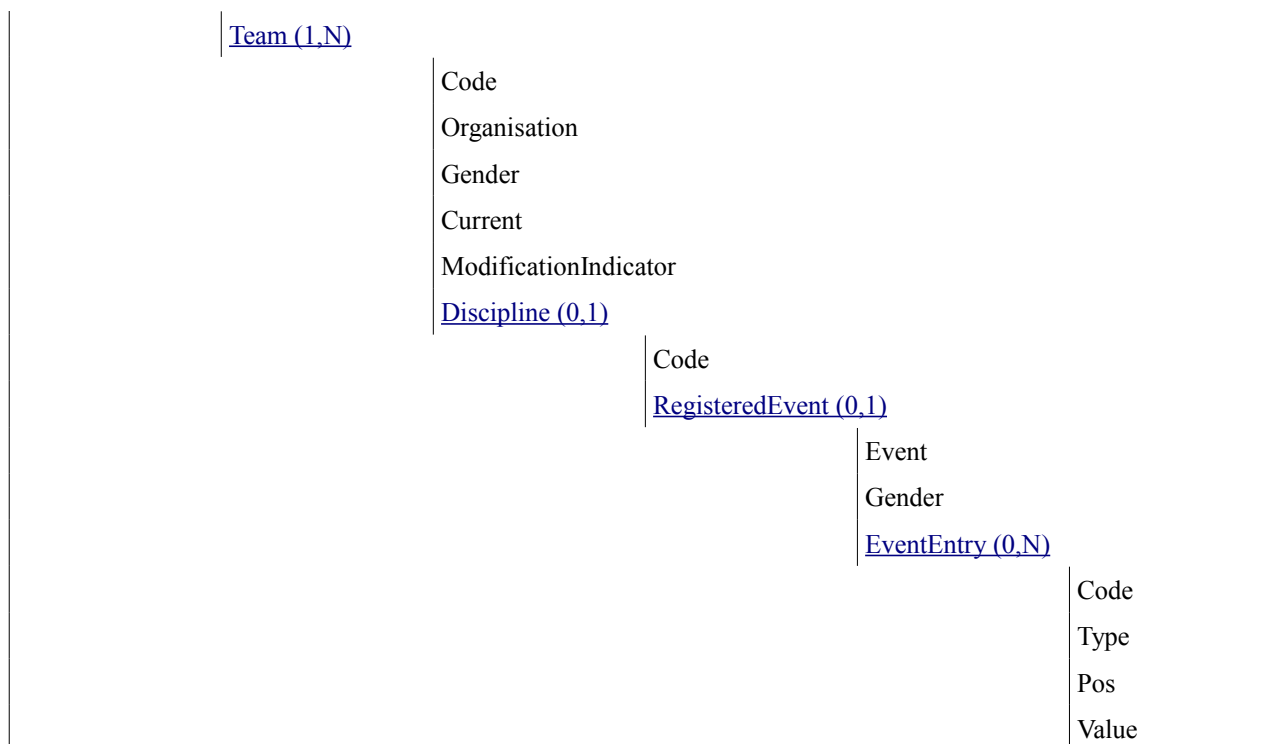 Team (1,N)
Code
Organisation
Gender
Current
ModificationIndicator
Discipline (0,1)
Code
RegisteredEvent (0,1)
Event
Gender
EventEntry (0,N)
Code
Type
Pos
Value